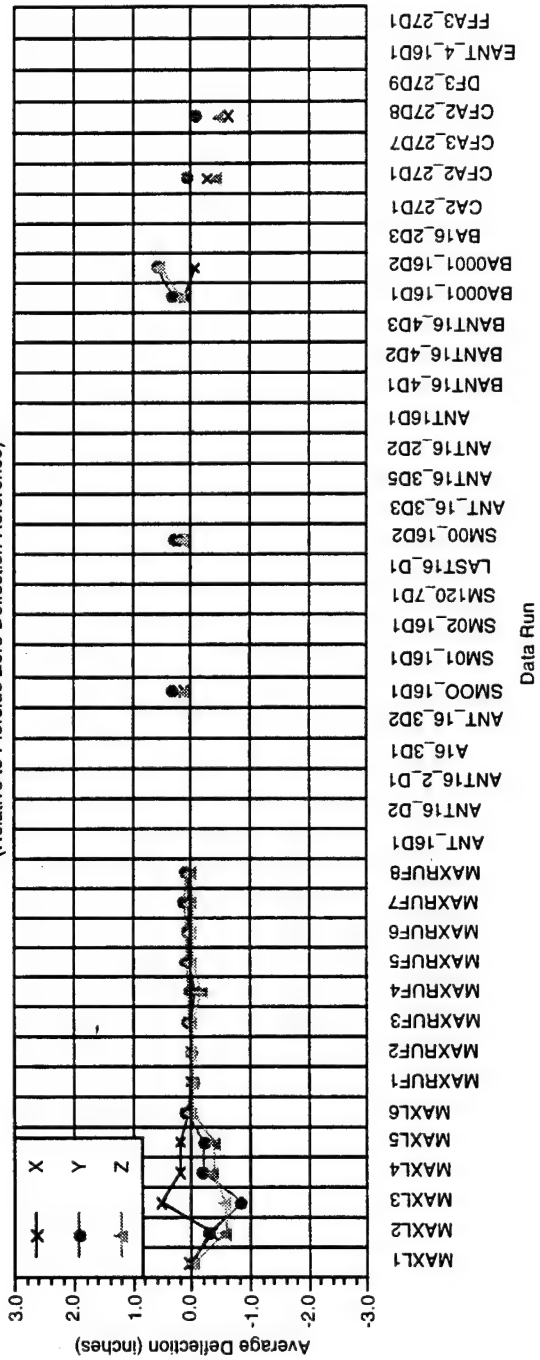 3.0
2.0
1.0
0.0
-1.0
-2.0
-3.0
Average Deflection (inches)
X
Y
Z
MAXL1
MAXL2
MAXL3
MAXL4
MAXL5
MAXL6
MAXRUF1
MAXRUF2
MAXRUF3
MAXRUF4
MAXRUF5
MAXRUF6
MAXRUF7
MAXRUF8
ANT_16D1
ANT16_D2
ANT16_2_D1
A16_3D1
ANT_16_3D2
SMOO_16D1
SM01_16D1
SM02_16D1
SM120_7D1
LAST16_D1
SM00_16D2
ANT_16_3D3
ANT16_3D5
ANT16_2D2
ANT16D1
BANT16_4D1
BANT16_4D2
BANT16_4D3
BA0001_16D1
BA0001_16D2
BA16_2D3
CA2_27D1
CFA2_27D1
CFA3_27D7
CFA2_27D8
DF3_27D9
EANT_4_16D1
FFA3_27D1
Data Run